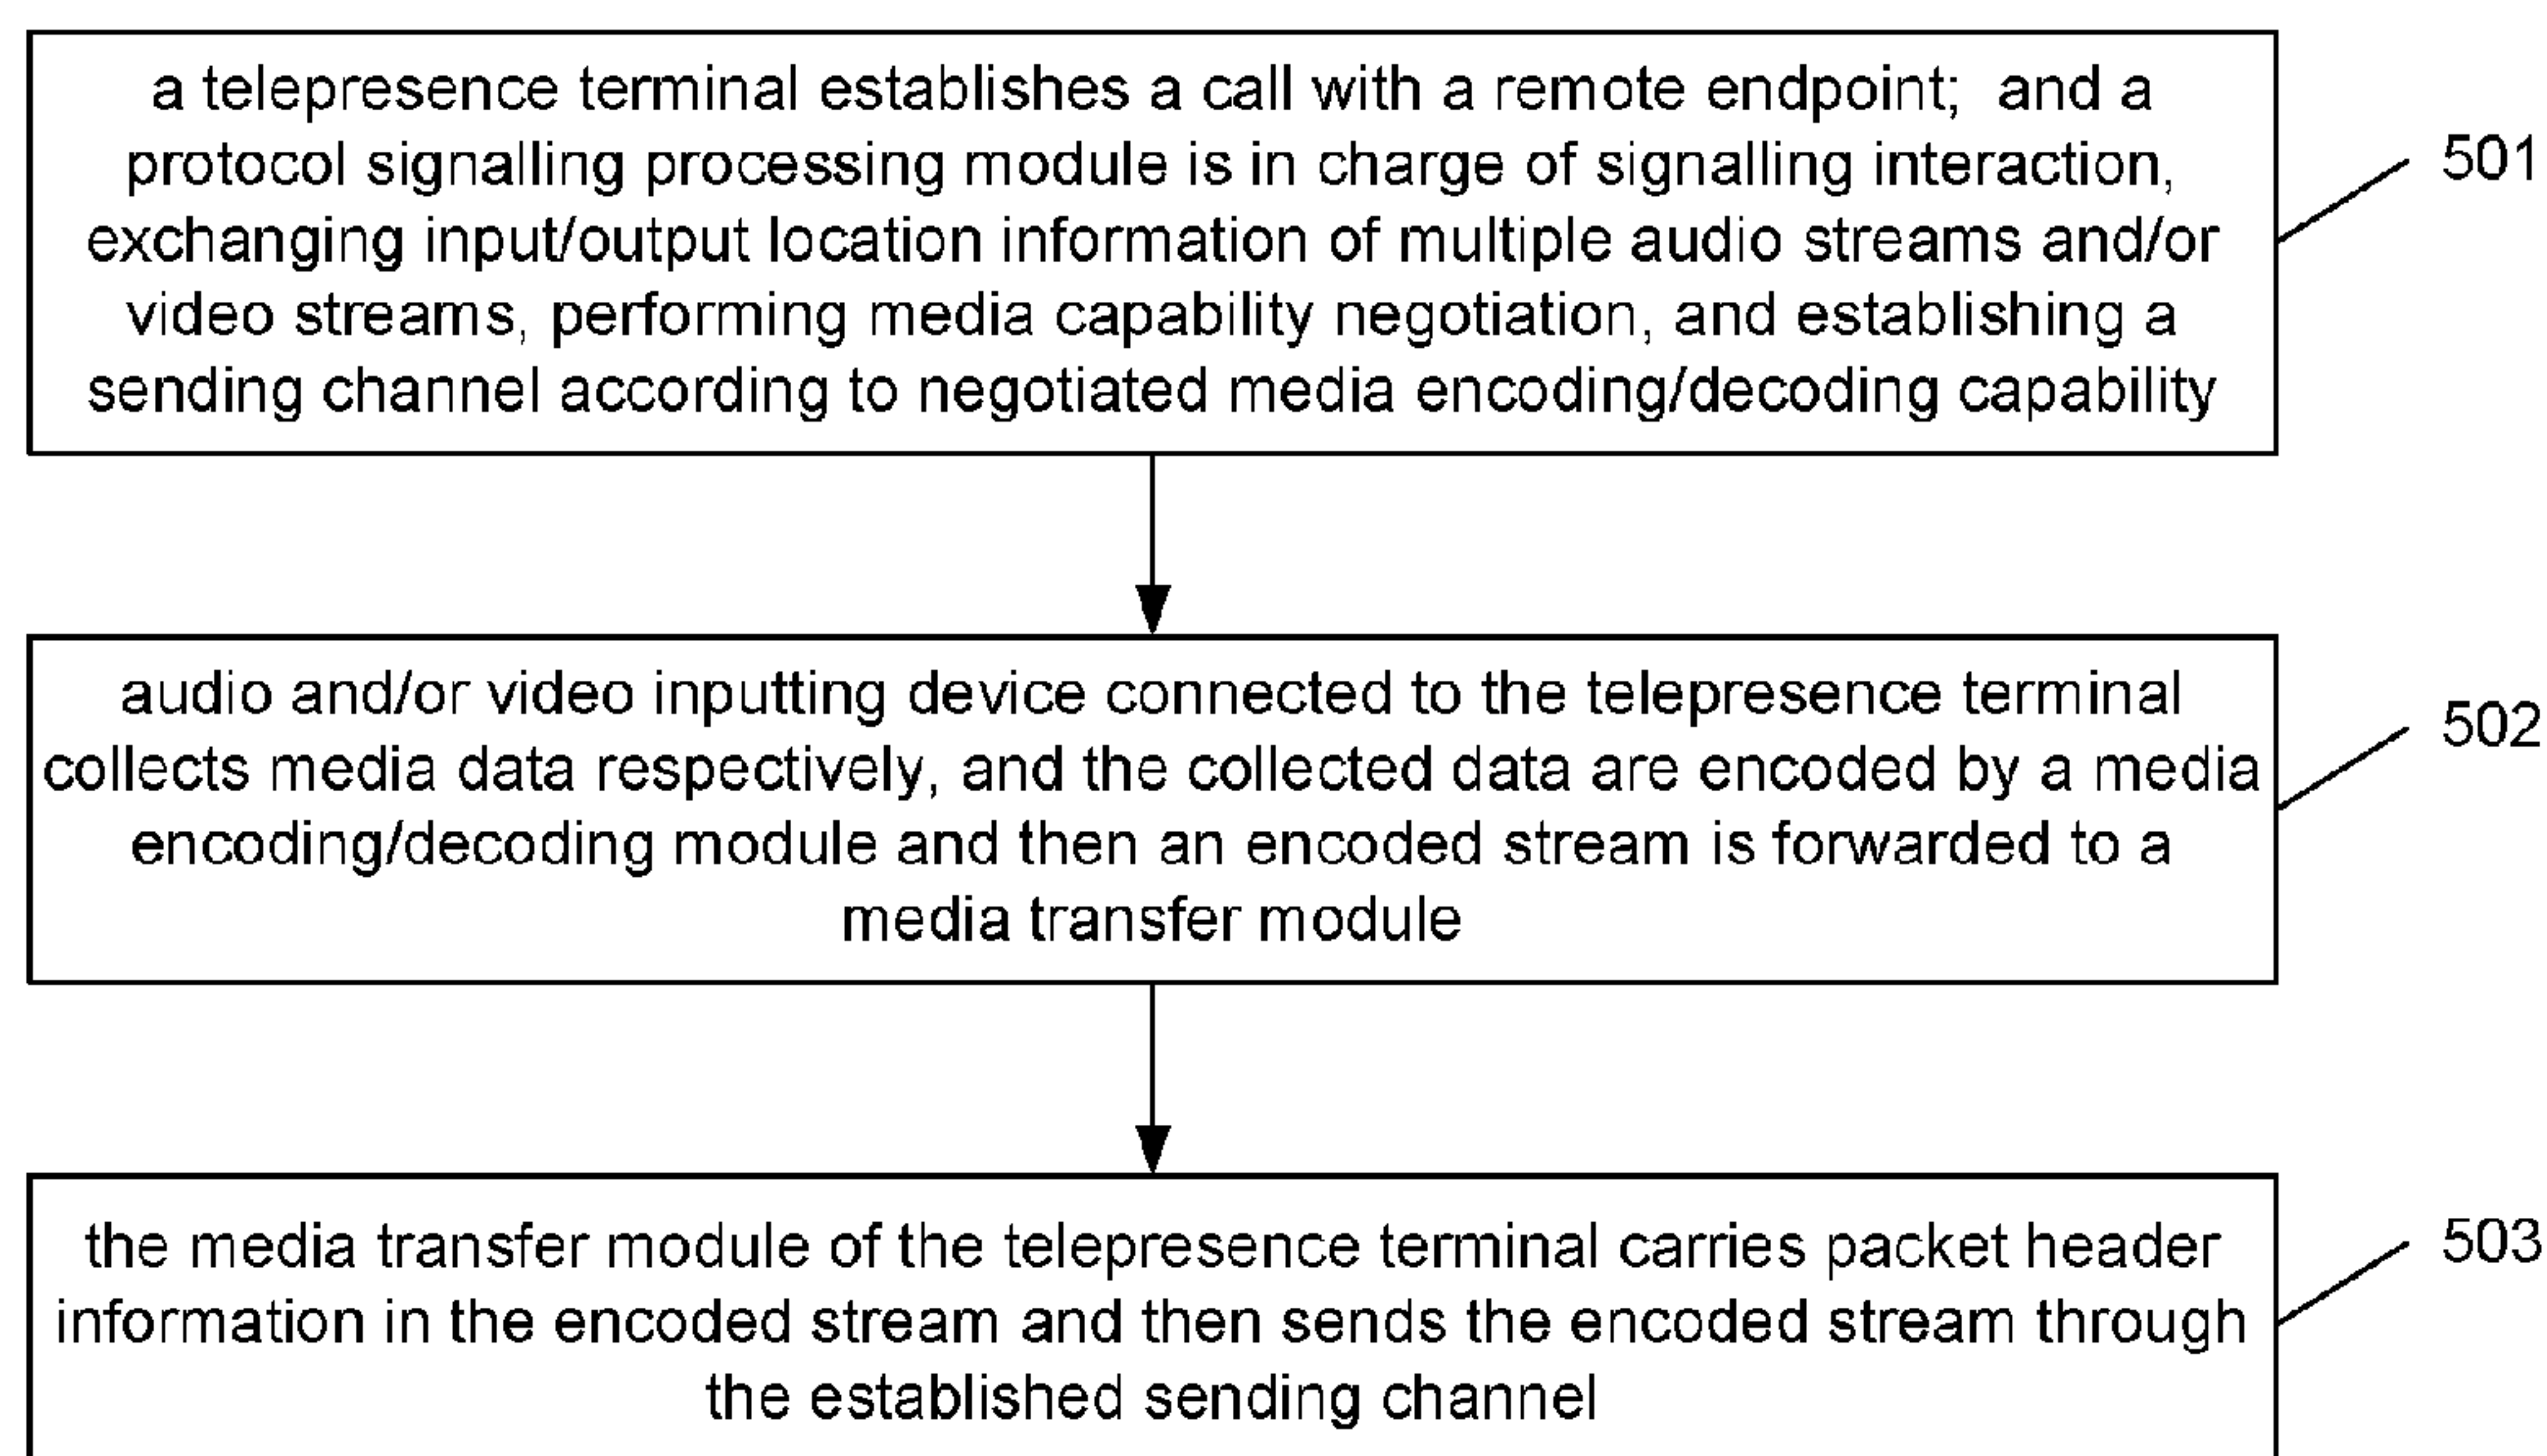 a telepresence terminal establishes a call with a remote endpoint; and a
protocol signalling processing module is in charge of signalling interaction,
exchanging input/output location information of multiple audio streams and/or
video streams, performing media capability negotiation, and establishing a
sending channel according to negotiated media encoding/decoding capability
501
audio and/or video inputting device connected to the telepresence terminal
collects media data respectively, and the collected data are encoded by a media
encoding/decoding module and then an encoded stream is forwarded to a
media transfer module
502
the media transfer module of the telepresence terminal carries packet header
information in the encoded stream and then sends the encoded stream through
the established sending channel
503